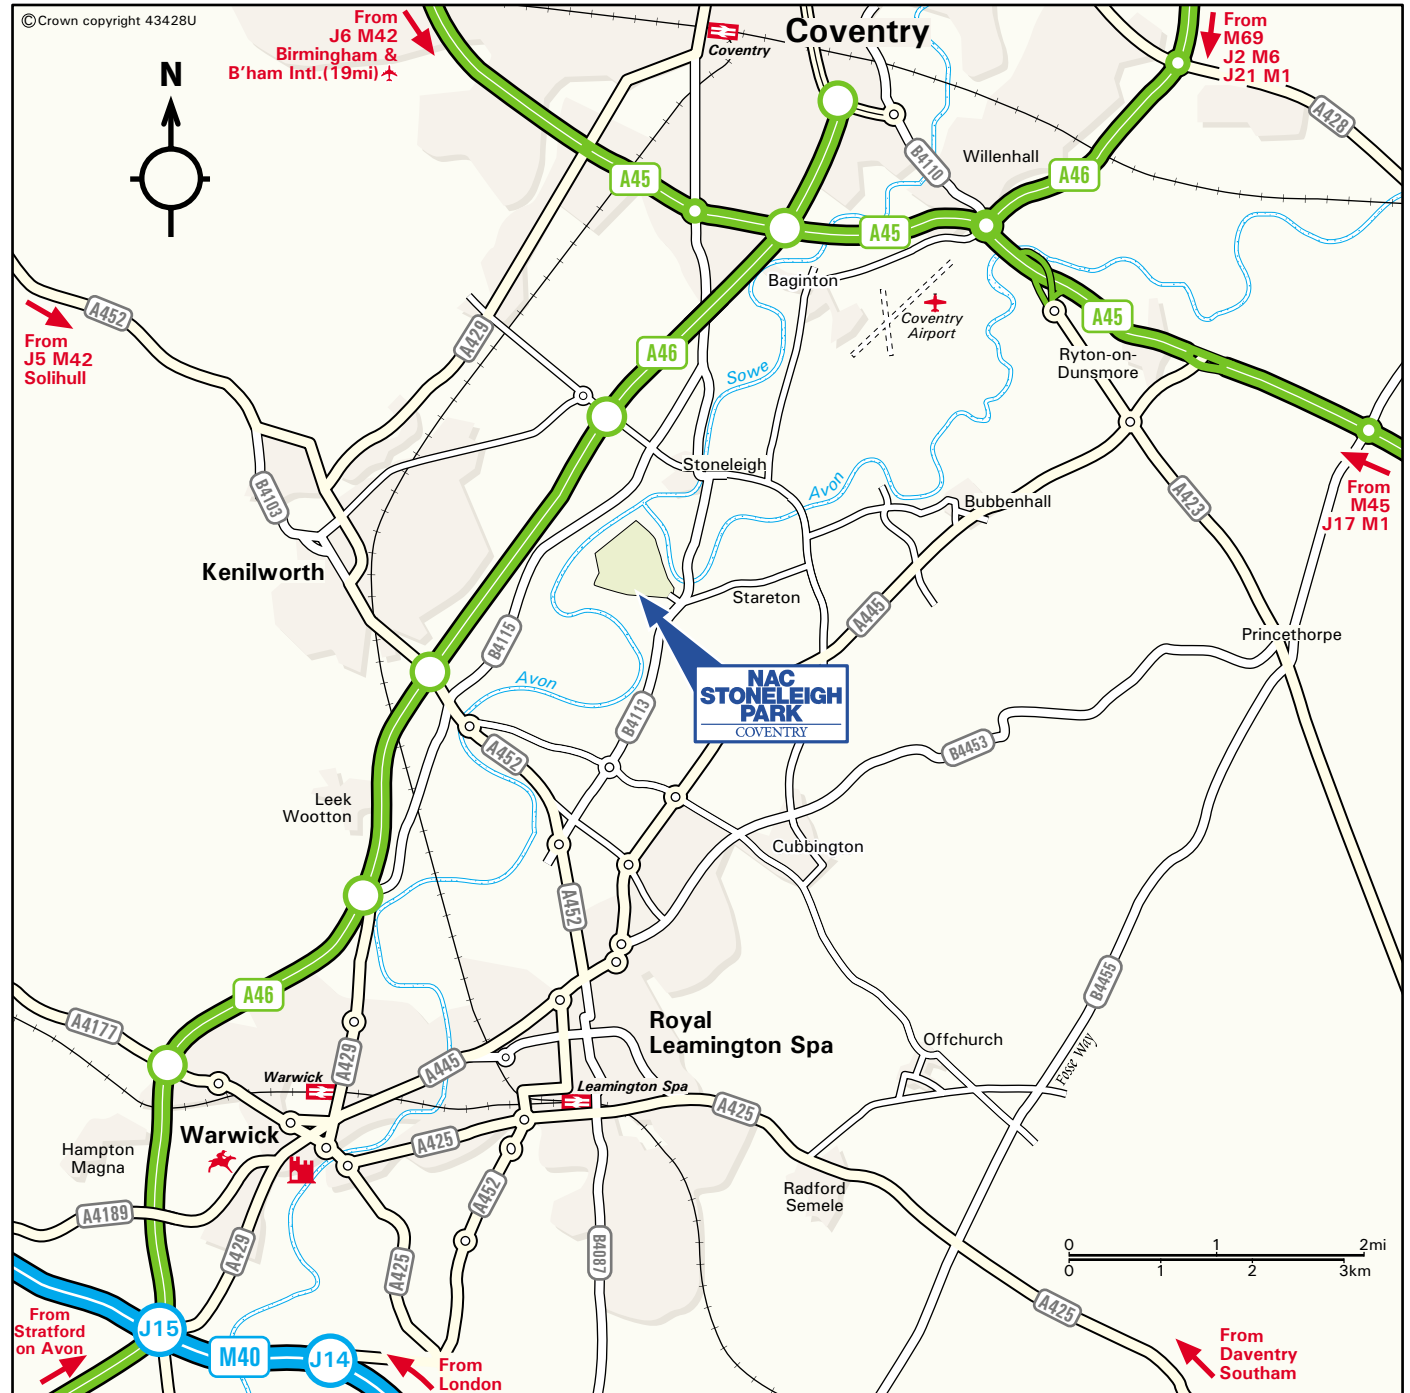 ©Crown copyright 43428U
From
J6 M42
Birmingham &
B'ham Intl.(19mi)
Coventry
Coventry
From
M69
J2 M6
J21 M1
N
A428
B4110
Willenhall
A45
A46
A45
Baginton
A452
From
J5 M42
Solihull
A429
A46
Coventry
Airport
A45
Ryton-on-
Dunsmore
Sowe
Stoneleigh
Avon
B4103
Bubbenhall
A423
From
M45
J17 M1
Kenilworth
Stareton
A445
B4115
Princethorpe
Avon
NAC
STONELEIGH
PARK
COVENTRY
B4113
A452
B4453
Leek
Wootton
Cubbington
A452
A46
B4455
A4177
Royal
Leamington Spa
Offchurch
A429
A445
Fosse Way
Warwick
Leamington Spa
A425
Warwick
A425
Hampton
Magna
A452
Radford
Semele
A4189
A429
A425
B4087
0 1 2mi
0 1 2 3km
A425
From
Stratford
on Avon
J15
M40
J14
From
London
From
Daventry
Southam